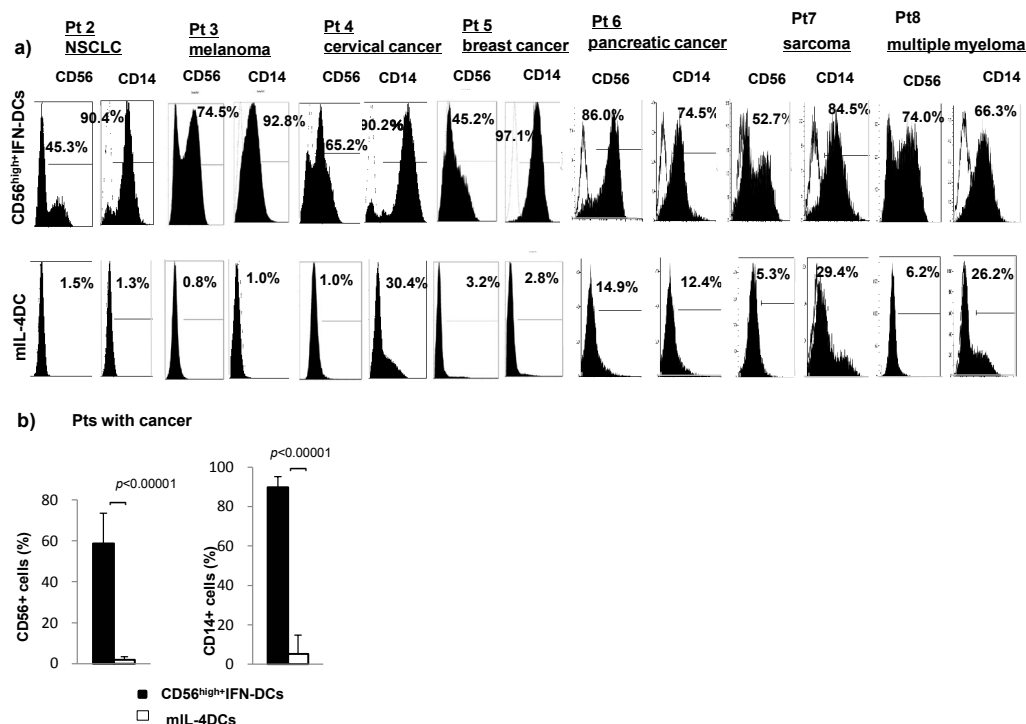 a)
Pt 2
NSCLC
Pt 3
melanoma
Pt 4
cervical cancer
Pt 5
breast cancer
Pt 6
pancreatic cancer
Pt7
sarcoma
Pt8
multiple myeloma
CD56 CD14 CD56 CD14 CD56 CD14 CD56 CD14 CD56 CD14 CD56 CD14 CD56 CD14
CD56high+IFN-DCs
45.3% 90.4% 74.5% 92.8% 65.2% 90.2% 45.2% 97.1% 86.0% 74.5% 52.7% 84.5% 74.0% 66.3%
mIL-4DC
1.5% 1.3% 0.8% 1.0% 1.0% 30.4% 3.2% 2.8% 14.9% 12.4% 5.3% 29.4% 6.2% 26.2%
b) Pts with cancer
CD56+ cells (%)
80
60
40
20
0
p<0.00001
CD14+ cells (%)
100
80
60
40
20
0
p<0.00001
CD56high+IFN-DCs
mIL-4DCs